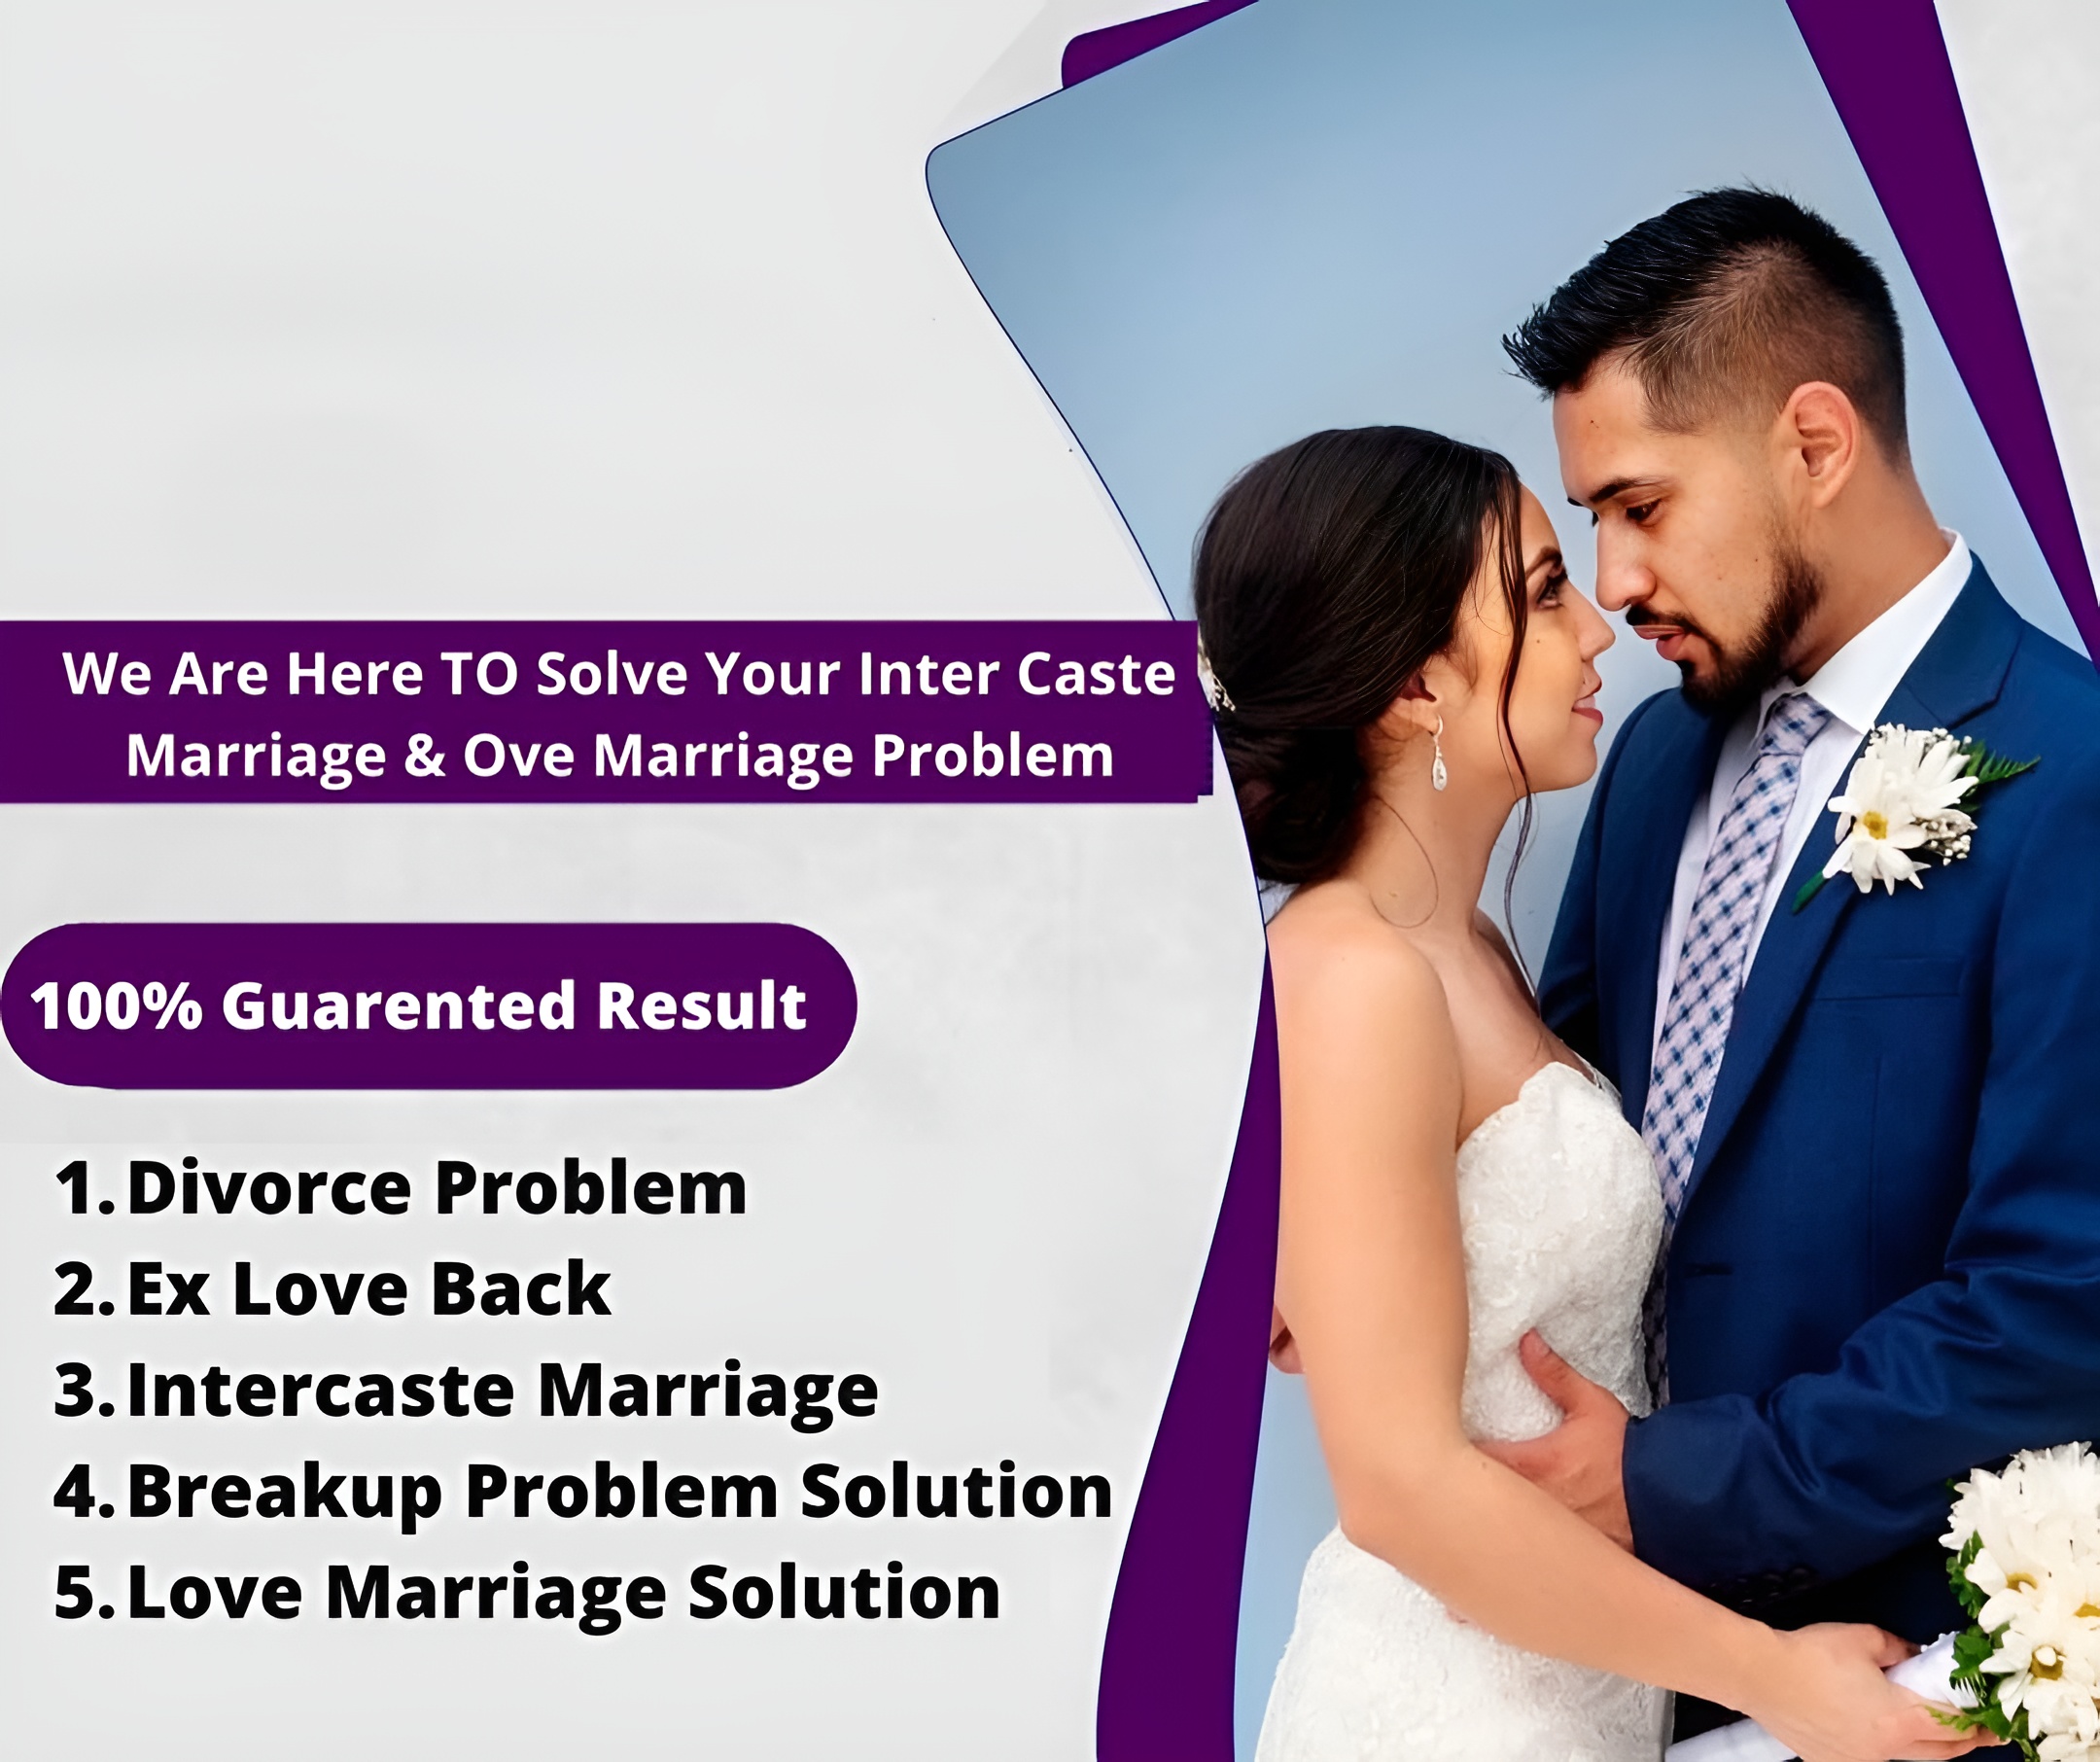 We Are Here TO Solve Your Inter Caste
Marriage & Ove Marriage Problem
100% Guarented Result
1. Divorce Problem
2. Ex Love Back
3. Intercaste Marriage
4. Breakup Problem Solution
5. Love Marriage Solution